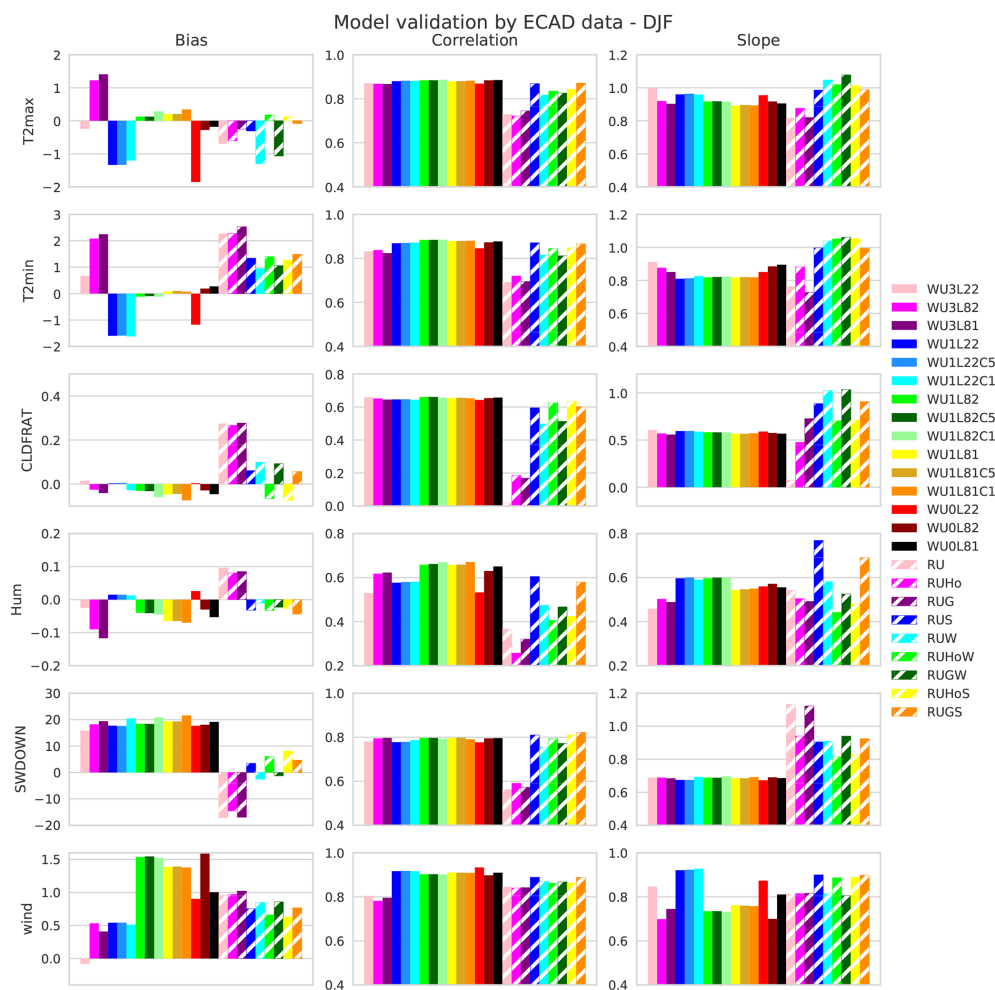 Model validation by ECAD data - DJF
Bias
Correlation
Slope
T2max
2
1
0
−1
−2
1.0
0.8
0.6
0.4
1.2
1.0
0.8
0.6
0.4
T2min
3
2
1
0
−1
−2
1.0
0.8
0.6
0.4
1.2
1.0
0.8
0.6
0.4
CLDFRAT
0.4
0.2
0.0
0.8
0.6
0.4
0.2
0.0
1.0
0.5
0.0
Hum
0.2
0.1
0.0
−0.1
−0.2
0.8
0.6
0.4
0.2
0.8
0.6
0.4
0.2
SWDOWN
30
20
10
0
−10
−20
1.0
0.8
0.6
0.4
1.2
1.0
0.8
0.6
0.4
wind
1.5
1.0
0.5
0.0
1.0
0.8
0.6
0.4
1.0
0.8
0.6
0.4
WU3L22
WU3L82
WU3L81
WU1L22
WU1L22C5
WU1L22C1
WU1L82
WU1L82C5
WU1L82C1
WU1L81
WU1L81C5
WU1L81C1
WU0L22
WU0L82
WU0L81
RU
RUHo
RUG
RUS
RUW
RUHoW
RUGW
RUHoS
RUGS